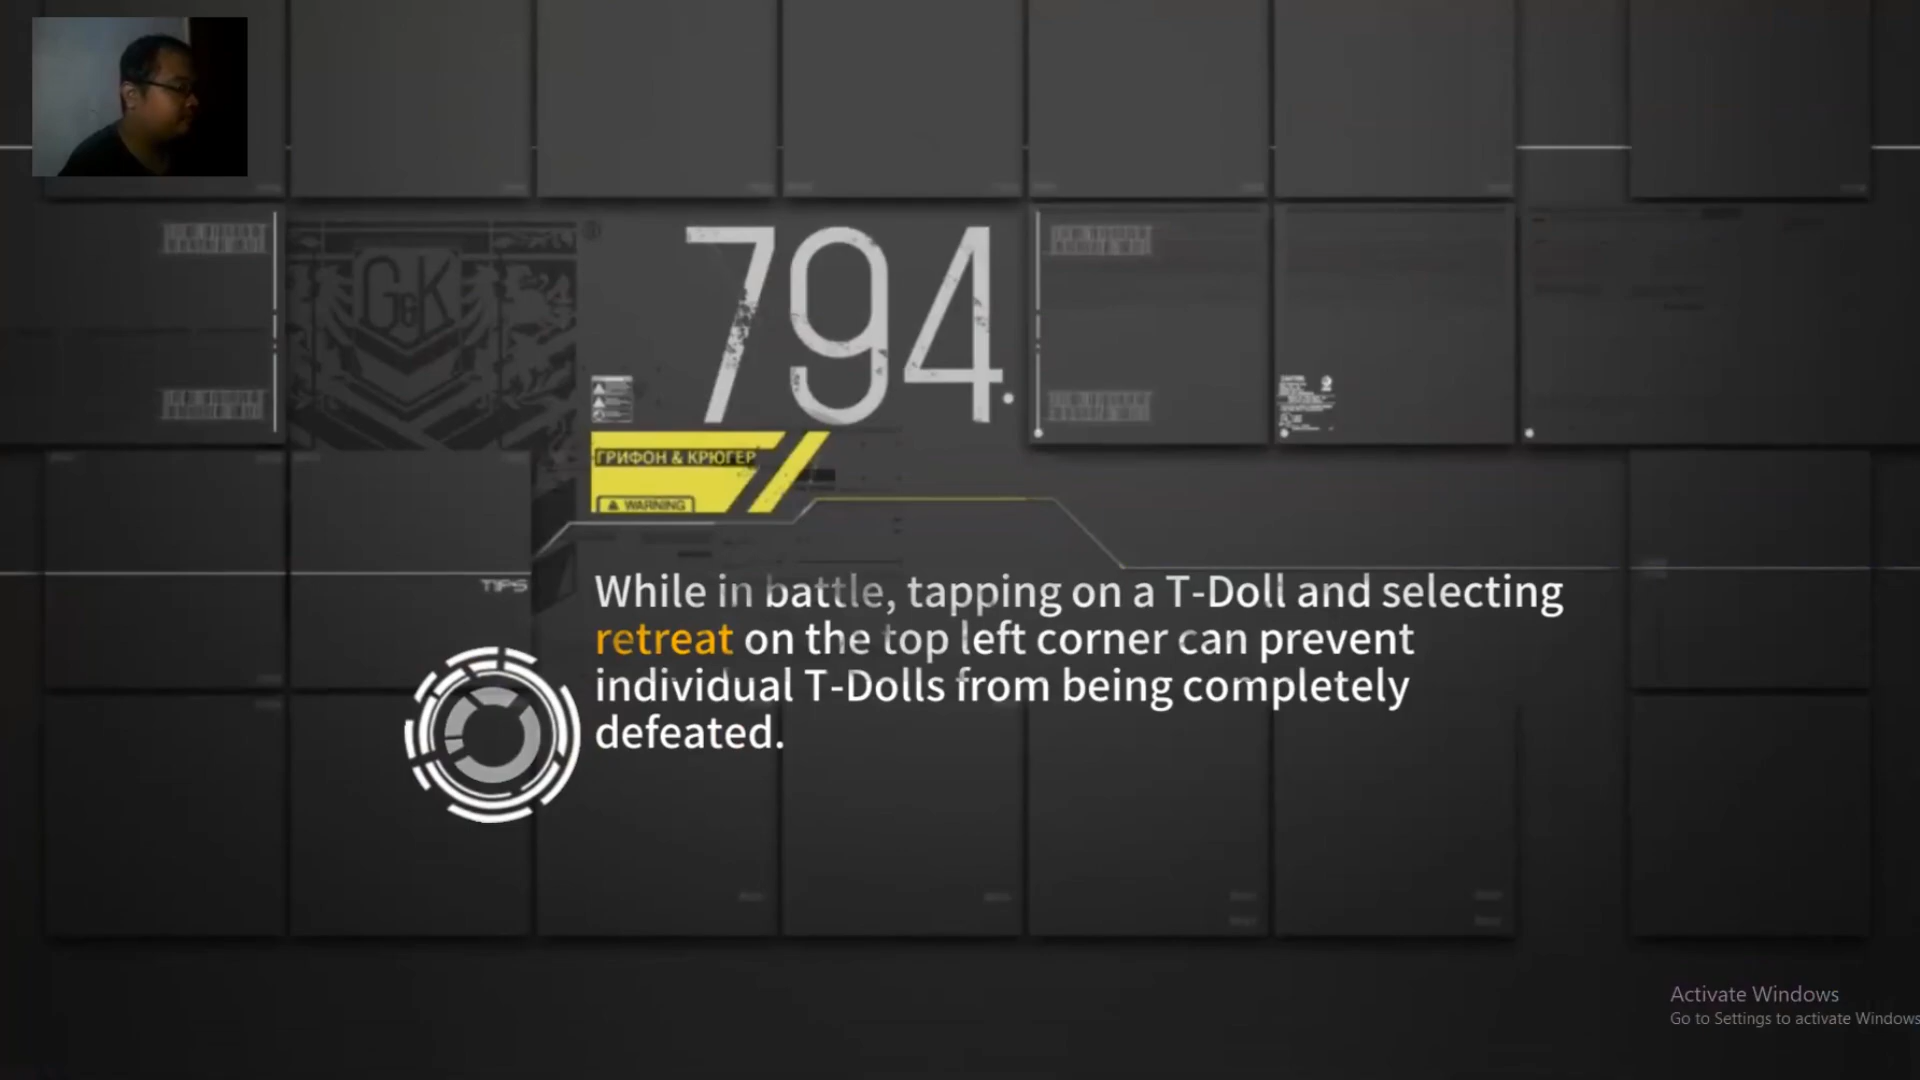 G&K
794.
ГРИФОН & КРЮГЕР
WARNING
TIPS
While in battle, tapping on a T-Doll and selecting
retreat on the top left corner can prevent
individual T-Dolls from being completely
defeated.
Activate Windows
Go to Settings to activate Windows